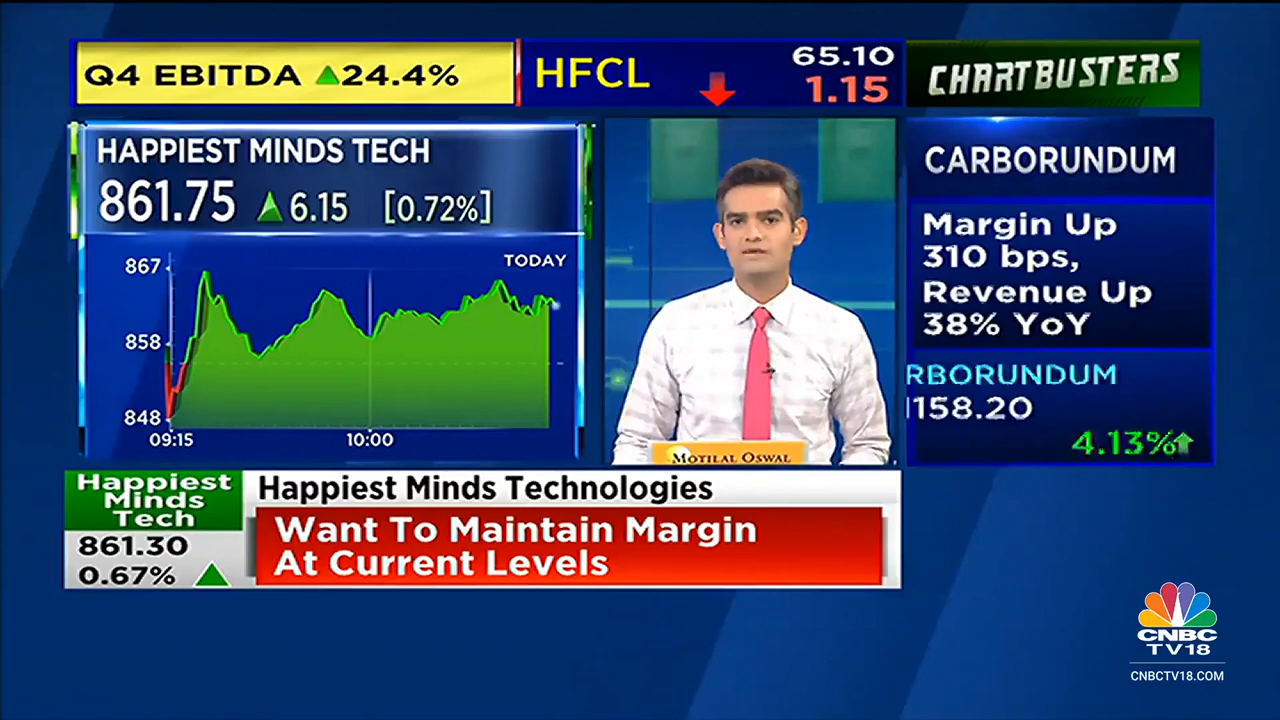 Q4 EBITDA ▲24.4%
HFCL
65.10
1.15
CHARTBUSTERS
HAPPIEST MINDS TECH
861.75 ▲ 6.15 [0.72%]
TODAY
867
858
848
09:15
10:00
MOTILAL OSWAL
CARBORUNDUM
Margin Up
310 bps,
Revenue Up
38% YoY
RBORUNDUM
1158.20
4.13%
Happiest
Minds
Tech
861.30
0.67%
Happiest Minds Technologies
Want To Maintain Margin
At Current Levels
CNBC
TV18
CNBCTV18.COM